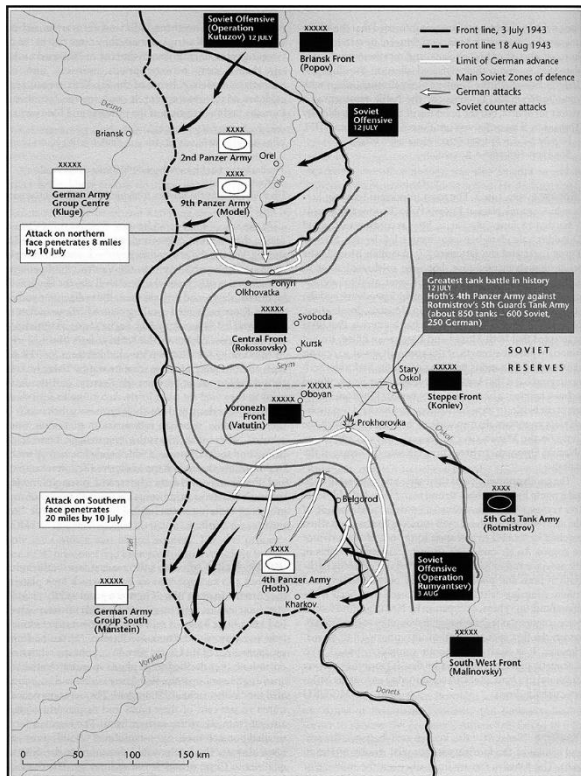 Soviet Offensive
(Operation
Kutuzov) 12 JULY
XXXXX
Briansk Front
(Popov)
Front line, 3 July 1943
Front line 18 Aug 1943
Limit of German advance
Main Soviet Zones of defence
German attacks
Soviet counter attacks
Desna
Briansk
Soviet
Offensive
12 JULY
XXXX
2nd Panzer Army
Orel
Oka
XXXXX
German Army
Group Centre
(Kluge)
XXXX
9th Panzer Army
(Model)
Attack on northern
face penetrates 8 miles
by 10 July
Ponyri
Olkhovatka
Greatest tank battle in history
12 JULY
Hoth's 4th Panzer Army against
Rotmistrov's 5th Guards Tank Army
(about 850 tanks – 600 Soviet,
250 German)
XXXXX
Central Front
(Rokossovsky)
Svoboda
Kursk
Seym
SOVIET
RESERVES
Stary
Oskol
XXXXX
Steppe Front
(Koniev)
XXXXX
Oboyan
XXXXX
Voronezh
Front
(Vatutin)
Prokhorovka
Oskol
Attack on Southern
face penetrates
20 miles by 10 July
Belgorod
XXXX
5th Gds Tank Army
(Rotmistrov)
Psel
XXXX
4th Panzer Army
(Hoth)
Kharkov
Soviet
Offensive
(Operation
Rumyantsev)
3 AUG
XXXXX
German Army
Group South
(Manstein)
XXXXX
South West Front
(Malinovsky)
Vorskla
Donets
0 50 100 150 km